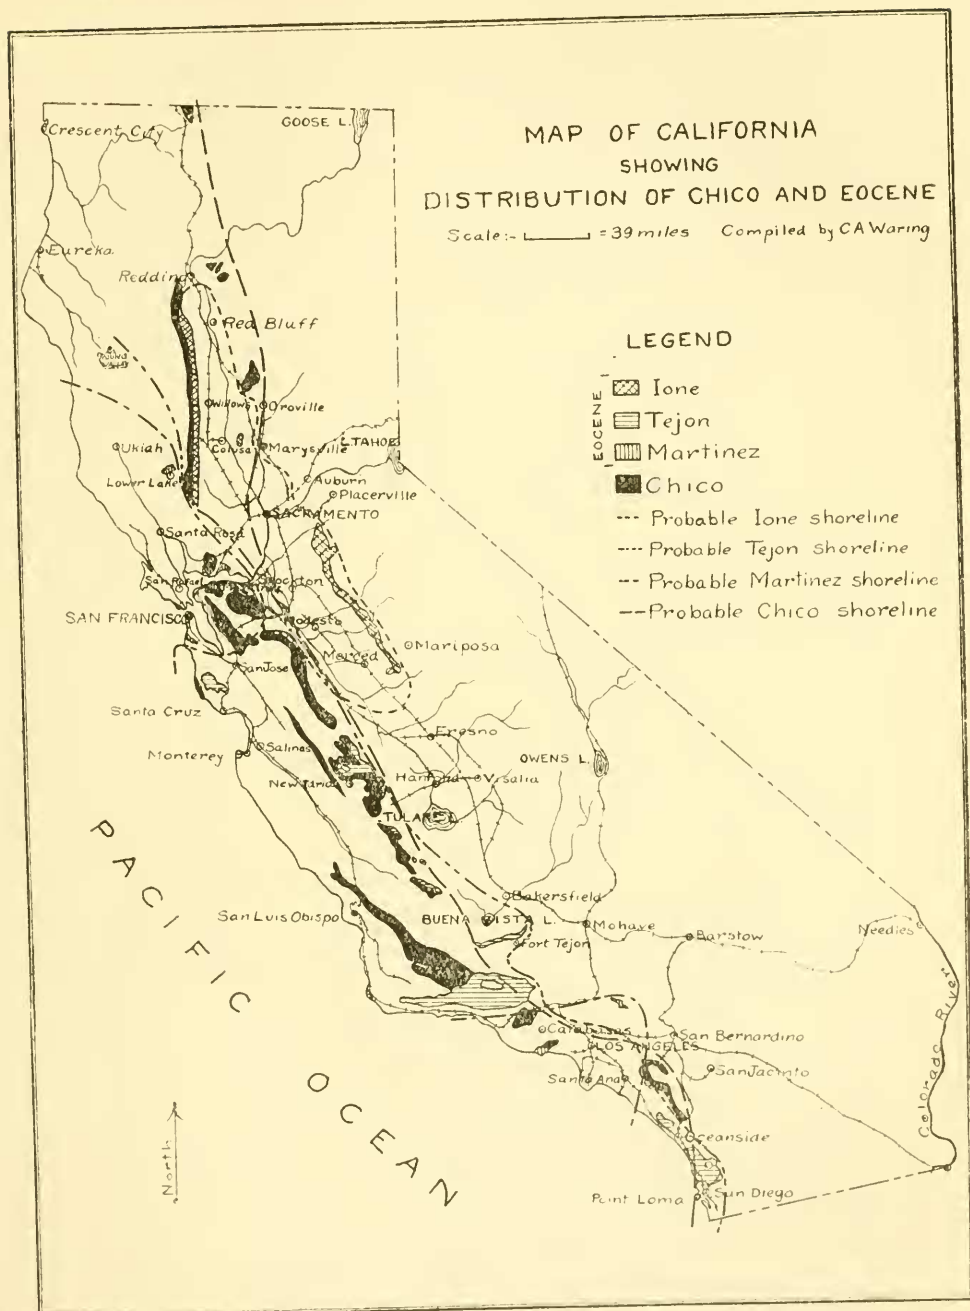 MAP OF CALIFORNIA
SHOWING
DISTRIBUTION OF CHICO AND EOCENE
Scale:- = 39 miles Compiled by CA Waring
LEGEND
EOCENE
Ione
Tejon
Martinez
Chico
Probable Ione shoreline
Probable Tejon shoreline
Probable Martinez shoreline
Probable Chico shoreline
Crescent City
GOOSE L.
Eureka
Redding
Red Bluff
Willows
Oroville
Ukiah
Colusa
Marysville
L. TAHOE
Lower Lake
Auburn
Placerville
SACRAMENTO
Santa Rosa
San Rafael
Stockton
SAN FRANCISCO
Modesto
Mariposa
Merced
San Jose
Santa Cruz
Fresno
Monterey
Salinas
OWENS L.
New Idria
Hanford
Visalia
TULARE L.
Bakersfield
San Luis Obispo
BUENA VISTA L.
Mohave
Barstow
Needles
Fort Tejon
Calabasas
San Bernardino
LOS ANGELES
Santa Ana
San Jacinto
Oceanside
Point Loma
San Diego
Colorado River
PACIFIC OCEAN
North